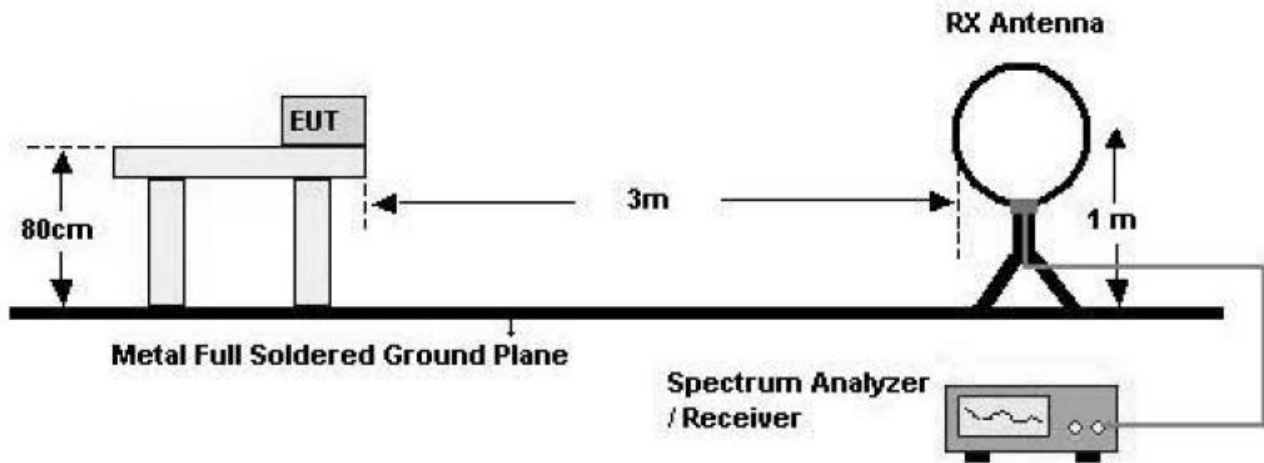 RX Antenna
EUT
80cm
3m
1 m
Metal Full Soldered Ground Plane
Spectrum Analyzer
/ Receiver